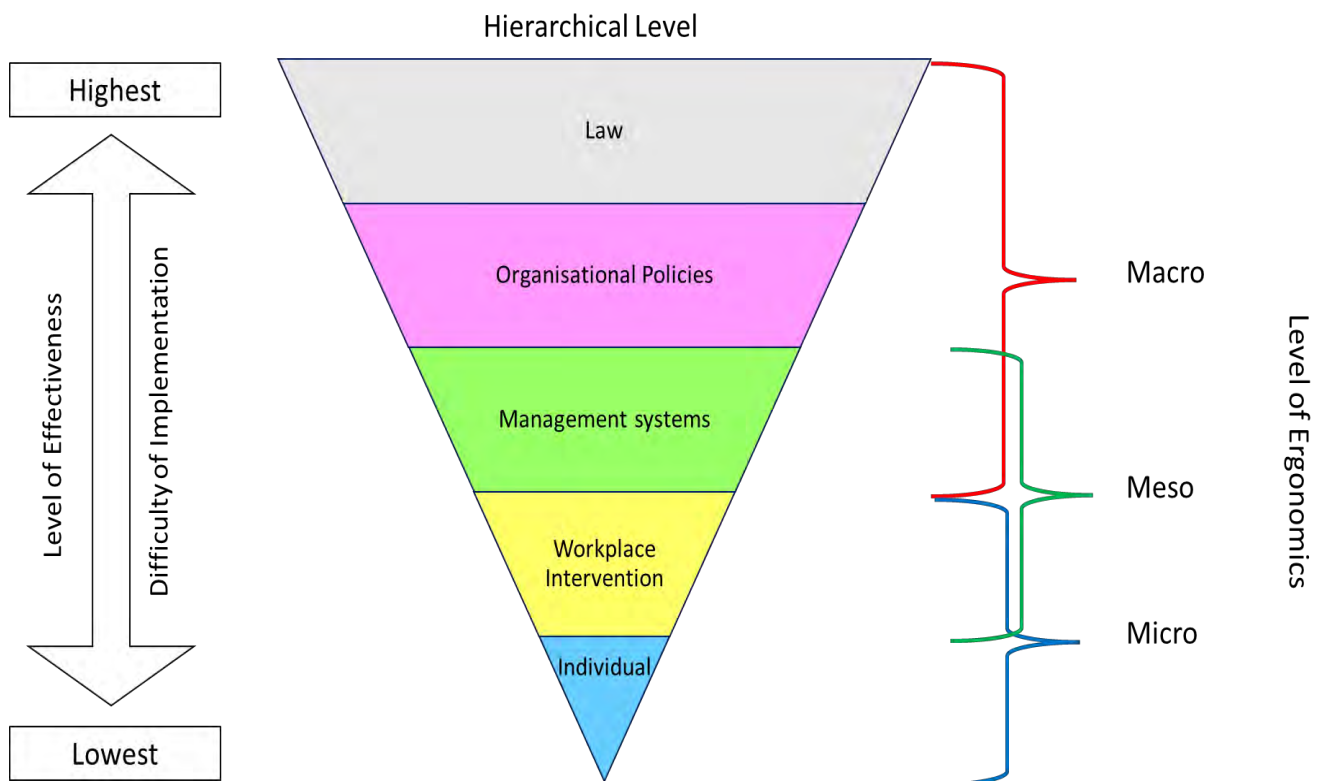 Hierarchical Level
Highest
Lowest
Level of Effectiveness
Difficulty of Implementation
Law
Organisational Policies
Management systems
Workplace
Intervention
Individual
Macro
Meso
Micro
Level of Ergonomics